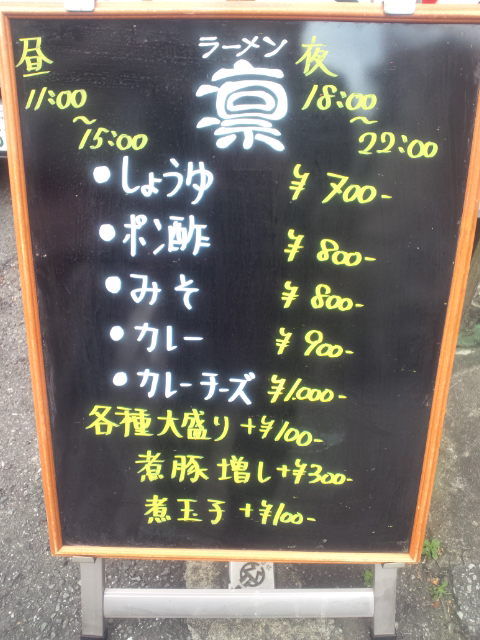 ラーメン
凛
昼
11:00
～
15:00
夜
18:00
～
22:00
・しょうゆ ¥700-
・ポン酢 ¥800-
・みそ ¥800-
・カレー ¥900-
・カレーチーズ ¥1.000-
各種大盛り+¥100-
煮豚増し+¥300-
煮玉子+¥100-